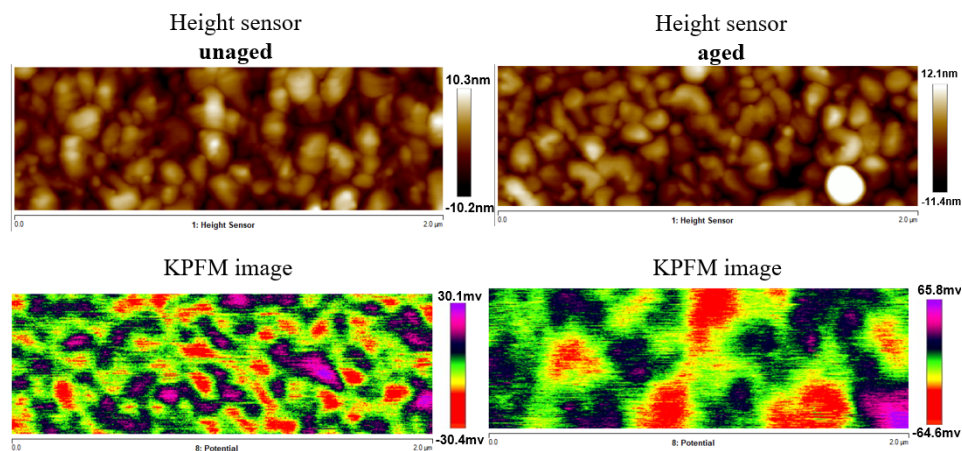 Height sensor
unaged
10.3nm
-10.2nm
0.0 1: Height Sensor 2.0 µm
Height sensor
aged
12.1nm
-11.4nm
0.0 1: Height Sensor 2.0 µm
KPFM image
30.1mv
-30.4mv
0.0 8: Potential 2.0 µm
KPFM image
65.8mv
-64.6mv
0.0 8: Potential 2.0 µm